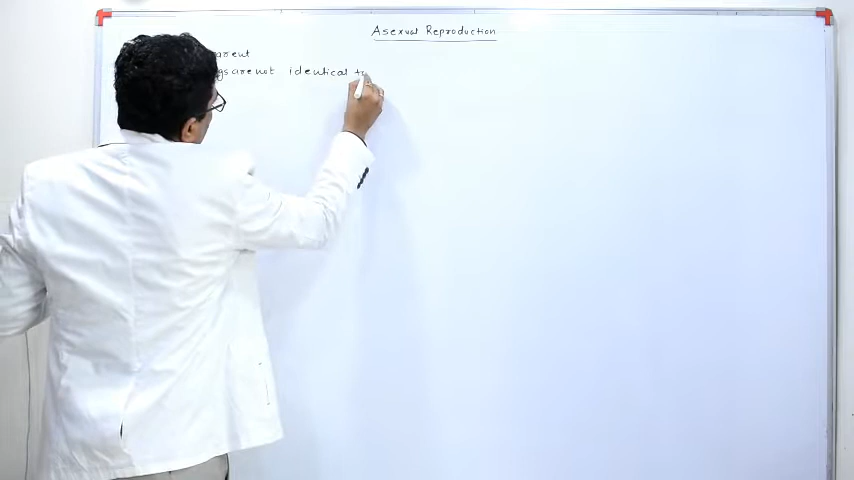 Asexual Reproduction
arent
gs are not identical to